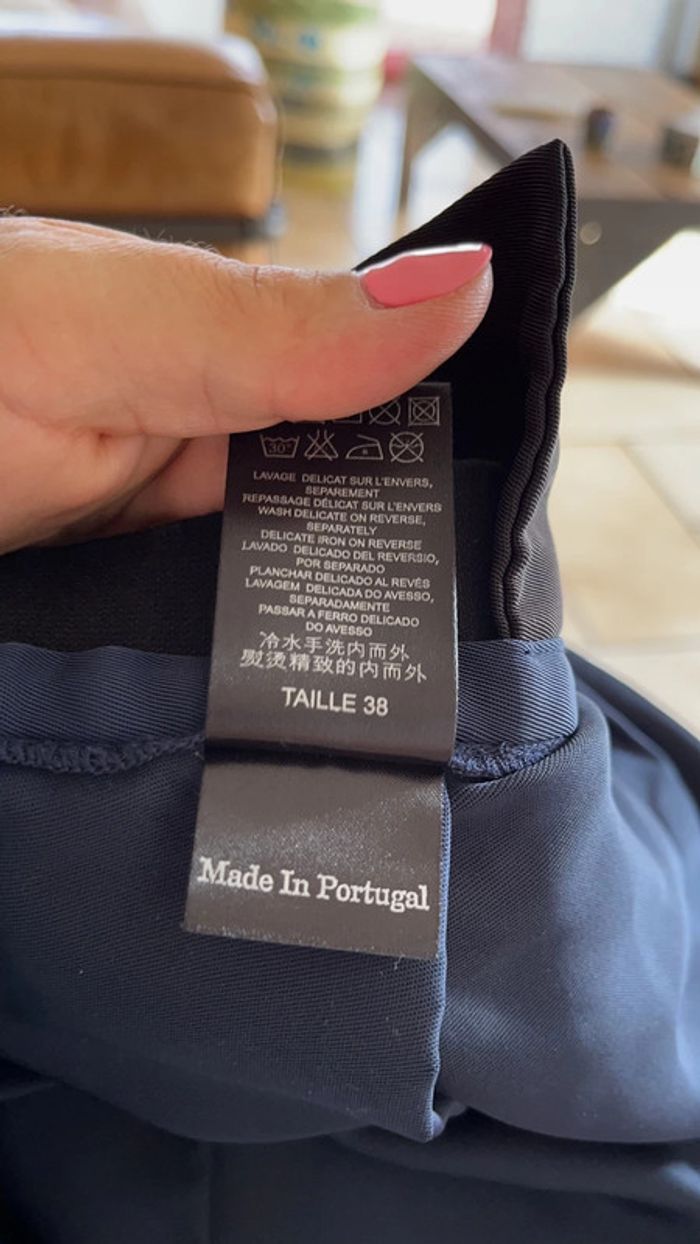 30°
LAVAGE DELICAT SUR L'ENVERS,
SEPAREMENT
REPASSAGE DÉLICAT SUR L'ENVERS
WASH DELICATE ON REVERSE,
SEPARATELY
DELICATE IRON ON REVERSE
LAVADO DELICADO DEL REVERSIO,
POR SEPARADO
PLANCHAR DELICADO AL REVÉS
LAVAGEM DELICADA DO AVESSO,
SEPARADAMENTE
PASSAR A FERRO DELICADO
DO AVESSO
冷水手洗内而外
熨烫精致的内而外
TAILLE 38
Made In Portugal